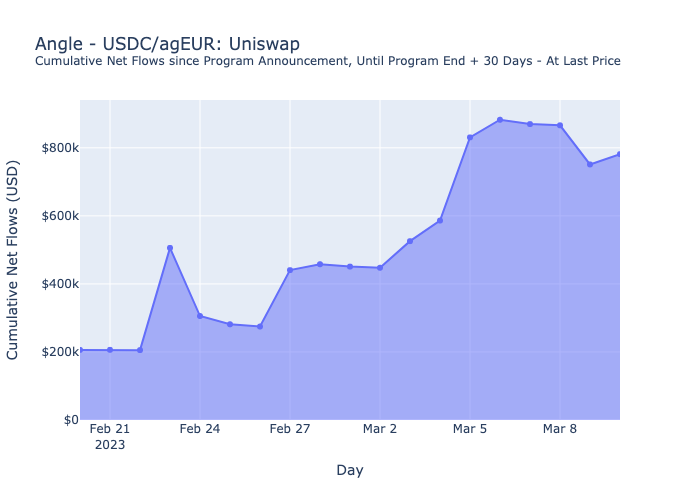 Angle - USDC/agEUR: Uniswap
Cumulative Net Flows since Program Announcement, Until Program End + 30 Days - At Last Price
Cumulative Net Flows (USD)
$800k
$600k
$400k
$200k
$0
Feb 21 Feb 24 Feb 27 Mar 2 Mar 5 Mar 8
2023
Day